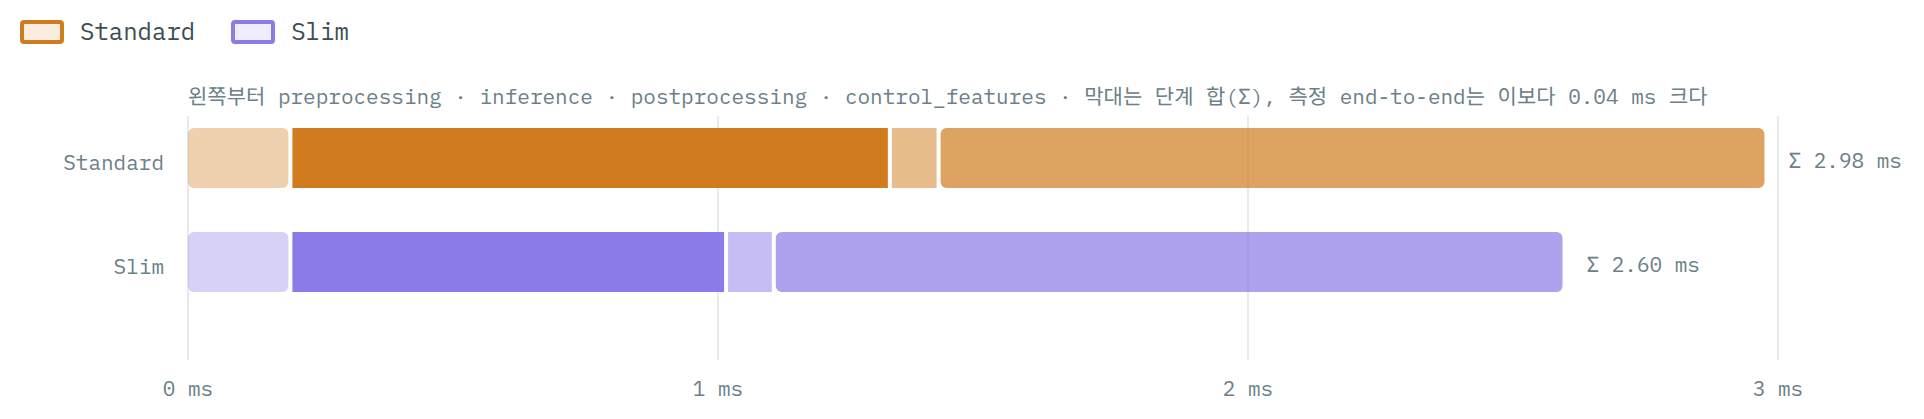 Standard Slim
왼쪽부터 preprocessing · inference · postprocessing · control_features · 막대는 단계 합(Σ), 측정 end-to-end는 이보다 0.04 ms 크다
Standard Σ 2.98 ms
Slim Σ 2.60 ms
0 ms 1 ms 2 ms 3 ms